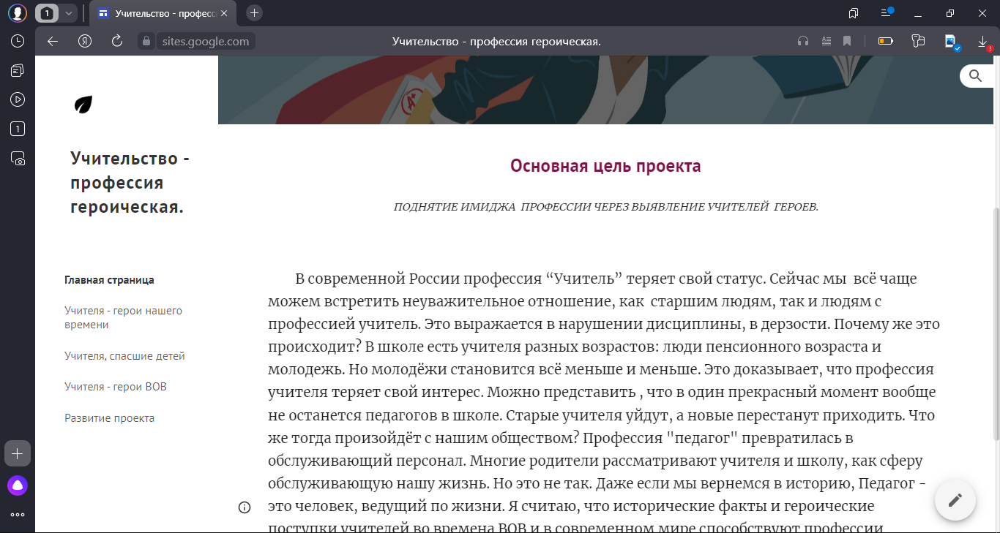 1
Учительство - професс
sites.google.com
Учительство - профессия героическая.
1
A+
Учительство -
профессия
героическая.
Главная страница
Учителя - герои нашего
времени
Учителя, спасшие детей
Учителя - герои ВОВ
Развитие проекта
Основная цель проекта
ПОДНЯТИЕ ИМИДЖА ПРОФЕССИИ ЧЕРЕЗ ВЫЯВЛЕНИЕ УЧИТЕЛЕЙ ГЕРОЕВ.
В современной России профессия “Учитель” теряет свой статус. Сейчас мы всё чаще
можем встретить неуважительное отношение, как старшим людям, так и людям с
профессией учитель. Это выражается в нарушении дисциплины, в дерзости. Почему же это
происходит? В школе есть учителя разных возрастов: люди пенсионного возраста и
молодежь. Но молодёжи становится всё меньше и меньше. Это доказывает, что профессия
учителя теряет свой интерес. Можно представить , что в один прекрасный момент вообще
не останется педагогов в школе. Старые учителя уйдут, а новые перестанут приходить. Что
же тогда произойдёт с нашим обществом? Профессия "педагог" превратилась в
обслуживающий персонал. Многие родители рассматривают учителя и школу, как сферу
обслуживающую нашу жизнь. Но это не так. Даже если мы вернемся в историю, Педагог -
это человек, ведущий по жизни. Я считаю, что исторические факты и героические
поступки учителей во времена ВОВ и в современном мире способствуют профессии